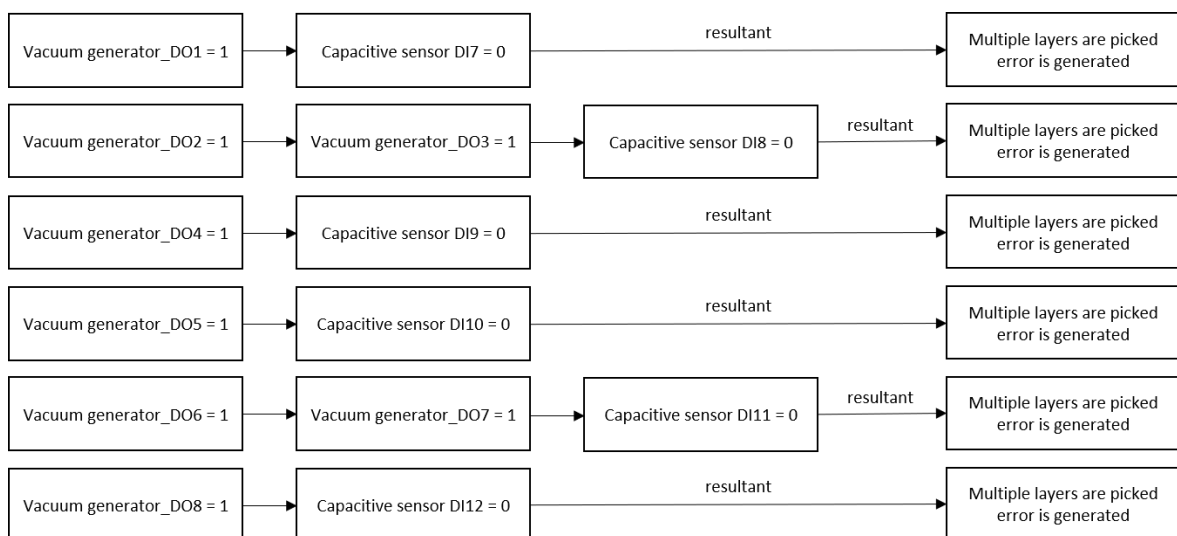 Vacuum generator_DO1 = 1
Capacitive sensor DI7 = 0
resultant
Multiple layers are picked
error is generated
Vacuum generator_DO2 = 1
Vacuum generator_DO3 = 1
Capacitive sensor DI8 = 0
resultant
Multiple layers are picked
error is generated
Vacuum generator_DO4 = 1
Capacitive sensor DI9 = 0
resultant
Multiple layers are picked
error is generated
Vacuum generator_DO5 = 1
Capacitive sensor DI10 = 0
resultant
Multiple layers are picked
error is generated
Vacuum generator_DO6 = 1
Vacuum generator_DO7 = 1
Capacitive sensor DI11 = 0
resultant
Multiple layers are picked
error is generated
Vacuum generator_DO8 = 1
Capacitive sensor DI12 = 0
resultant
Multiple layers are picked
error is generated